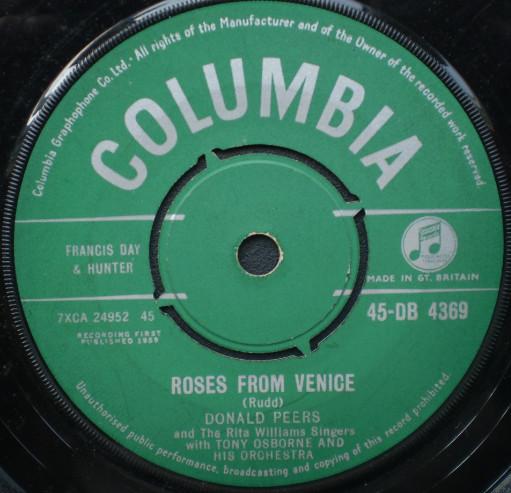 Columbia Graphophone Co. Ltd. · All rights of the Manufacturer and of the Owner of the recorded work reserved.
COLUMBIA
FRANCIS DAY
& HUNTER
MADE IN GT. BRITAIN
7XCA 24952 45
45-DB 4369
RECORDING FIRST
PUBLISHED 1959
ROSES FROM VENICE
(Rudd)
DONALD PEERS
and The Rita Williams Singers
with TONY OSBORNE AND
HIS ORCHESTRA
Unauthorised public performance, broadcasting and copying of this record prohibited.